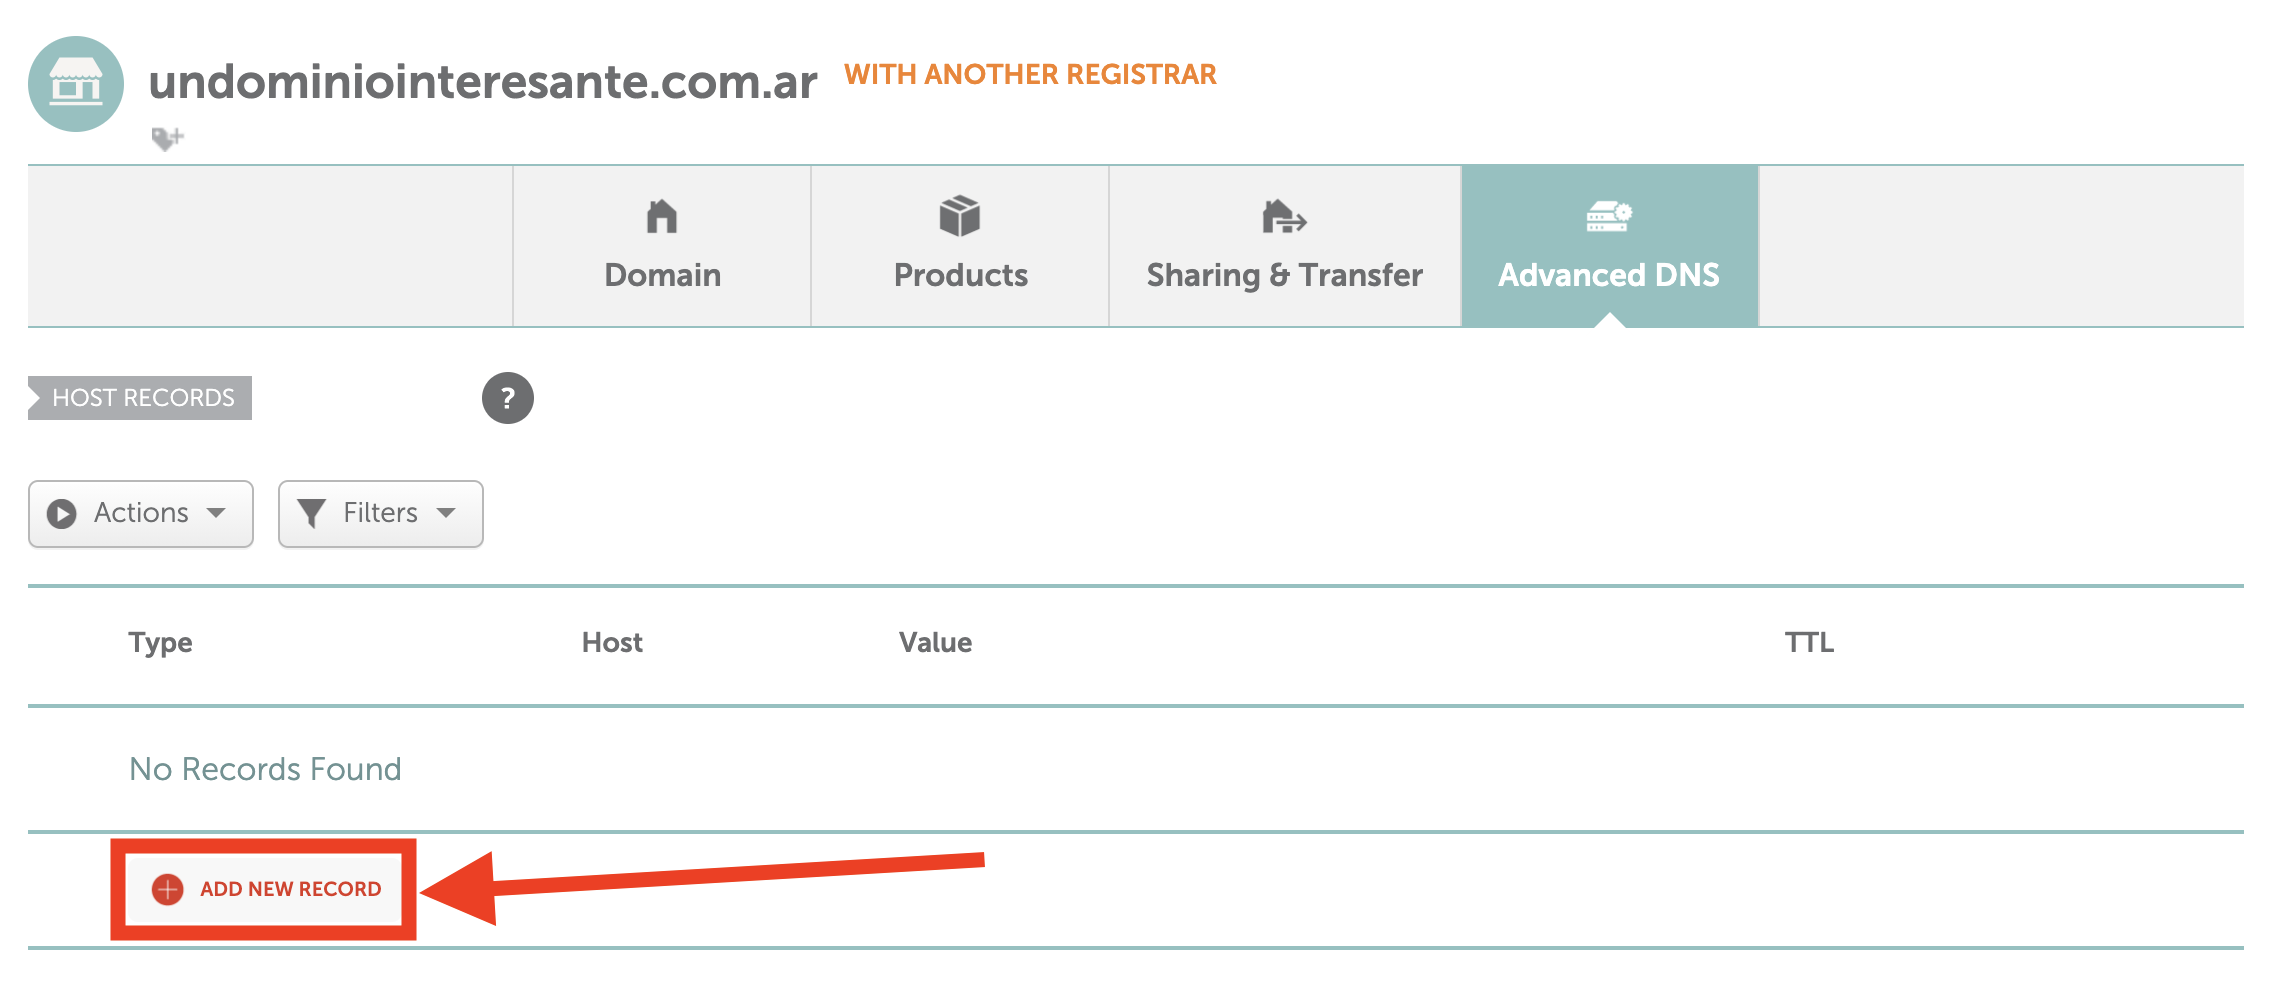 undominiointeresante.com.ar WITH ANOTHER REGISTRAR
Domain Products Sharing & Transfer Advanced DNS
HOST RECORDS ?
Actions Filters
Type Host Value TTL
No Records Found
ADD NEW RECORD